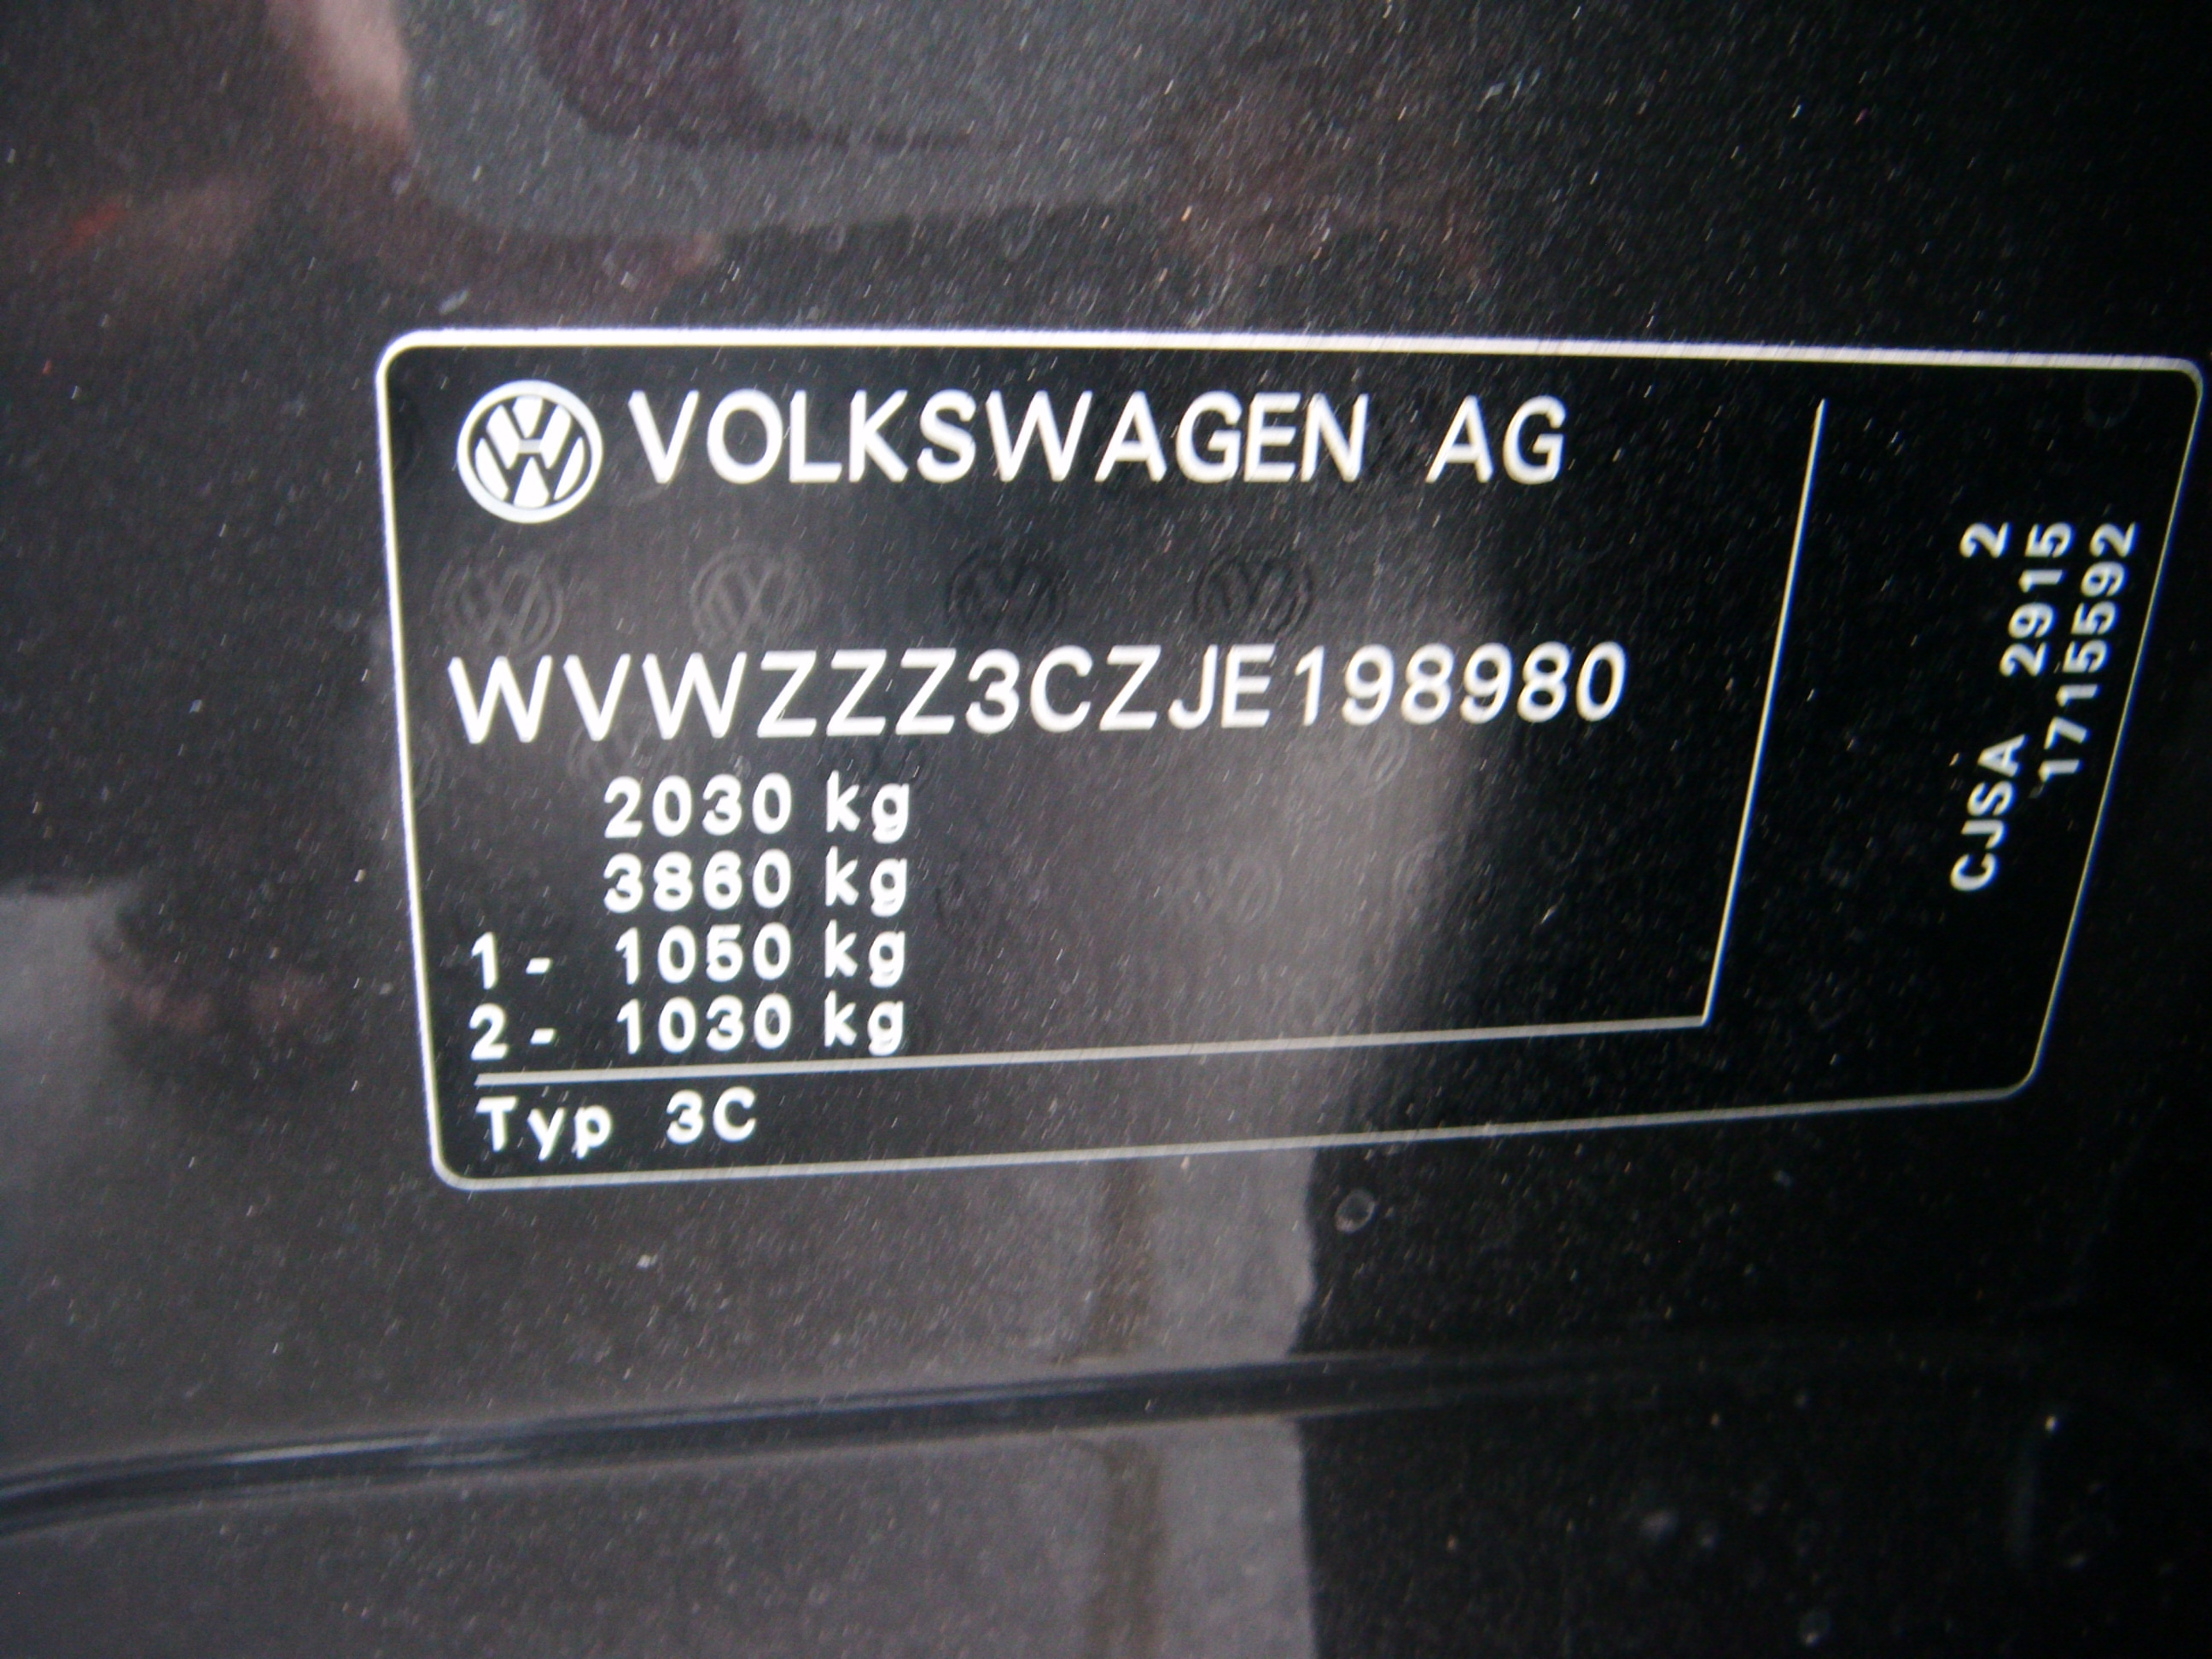 VOLKSWAGEN AG
WVWZZZ3CZJE198980
2030 kg
3860 kg
1- 1050 kg
2- 1030 kg
Typ 3C
CJSA 2
2915
1715592